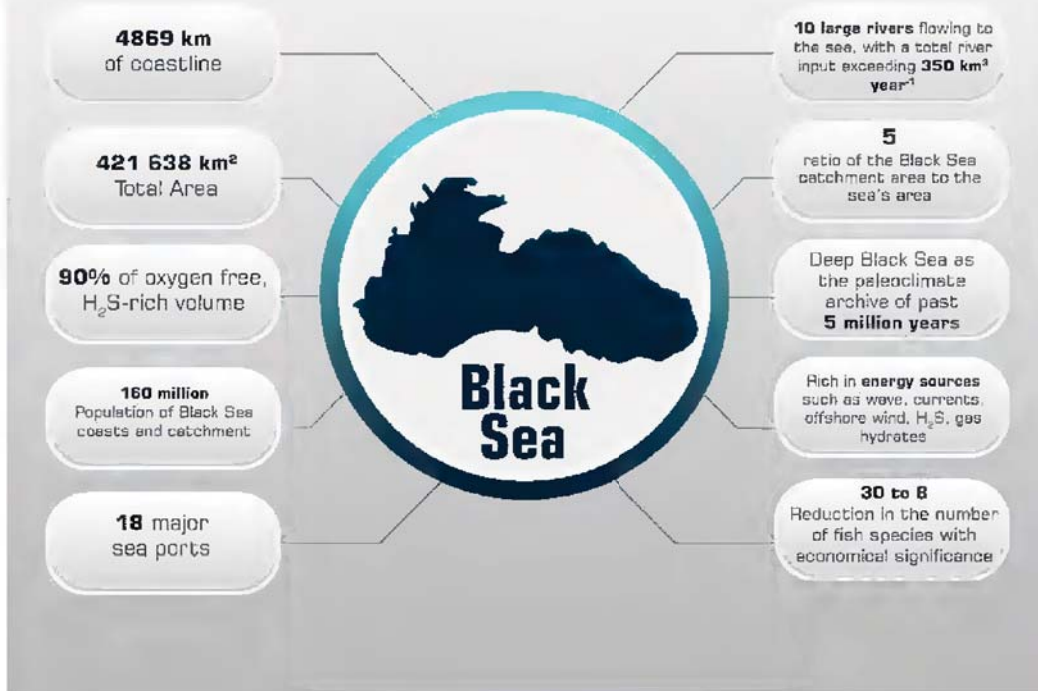 4869 km
of coastline
421 638 km²
Total Area
90% of oxygen free,
H₂S-rich volume
160 million
Population of Black Sea
coasts and catchment
18 major
sea ports
Black
Sea
10 large rivers flowing to
the sea, with a total river
input exceeding 350 km³
year⁻¹
5
ratio of the Black Sea
catchment area to the
sea's area
Deep Black Sea as
the paleoclimate
archive of past
5 million years
Rich in energy sources
such as wave, currents,
offshore wind, H₂S, gas
hydrates
30 to 8
Reduction in the number
of fish species with
economical significance